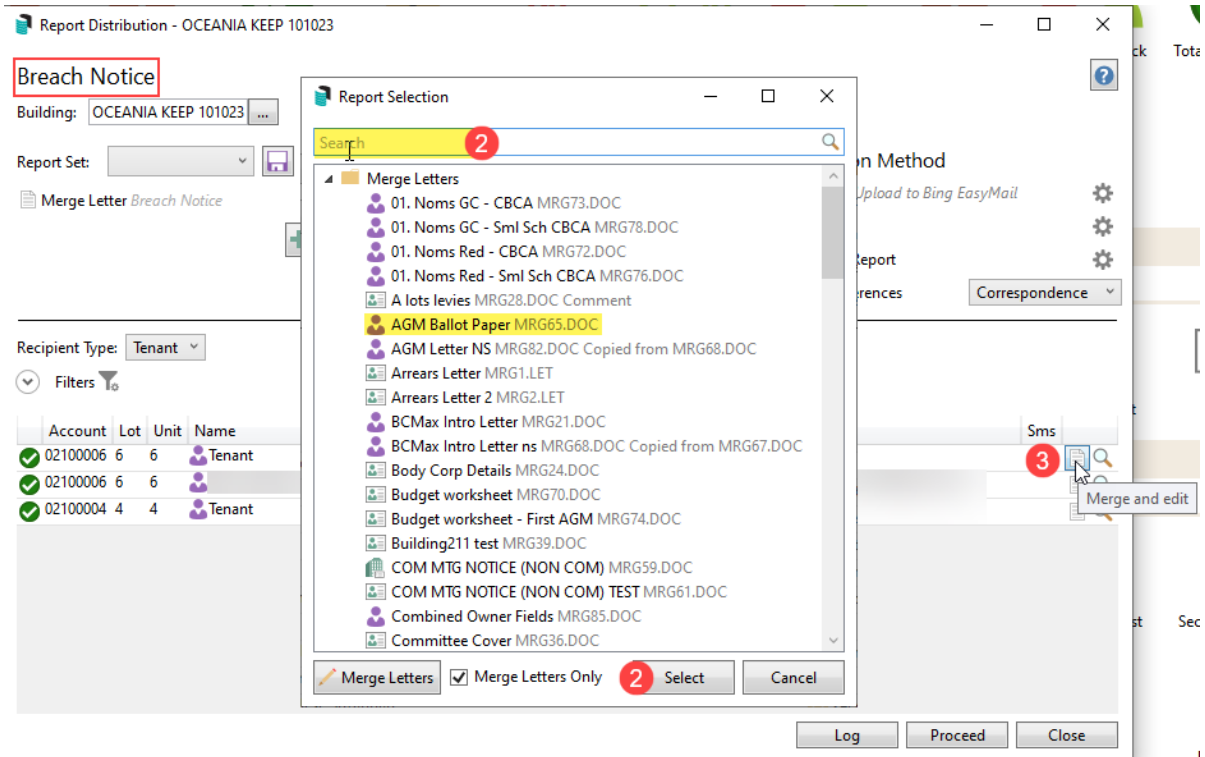 Report Distribution - OCEANIA KEEP 101023
ck Tota
Breach Notice
Building: OCEANIA KEEP 101023 ...
Report Set:
Merge Letter Breach Notice
on Method
Upload to Bing EasyMail
Report
erences Correspondence
Recipient Type: Tenant
Filters
Account Lot Unit Name Sms
02100006 6 6 Tenant 3
02100006 6 6
02100004 4 4 Tenant
Merge and edit
Report Selection
Search 2
Merge Letters
01. Noms GC - CBCA MRG73.DOC
01. Noms GC - Sml Sch CBCA MRG78.DOC
01. Noms Red - CBCA MRG72.DOC
01. Noms Red - Sml Sch CBCA MRG76.DOC
A lots levies MRG28.DOC Comment
AGM Ballot Paper MRG65.DOC
AGM Letter NS MRG82.DOC Copied from MRG68.DOC
Arrears Letter MRG1.LET
Arrears Letter 2 MRG2.LET
BCMax Intro Letter MRG21.DOC
BCMax Intro Letter ns MRG68.DOC Copied from MRG67.DOC
Body Corp Details MRG24.DOC
Budget worksheet MRG70.DOC
Budget worksheet - First AGM MRG74.DOC
Building211 test MRG39.DOC
COM MTG NOTICE (NON COM) MRG59.DOC
COM MTG NOTICE (NON COM) TEST MRG61.DOC
Combined Owner Fields MRG85.DOC
Committee Cover MRG36.DOC
Merge Letters Merge Letters Only 2 Select Cancel
st Sec
Log Proceed Close